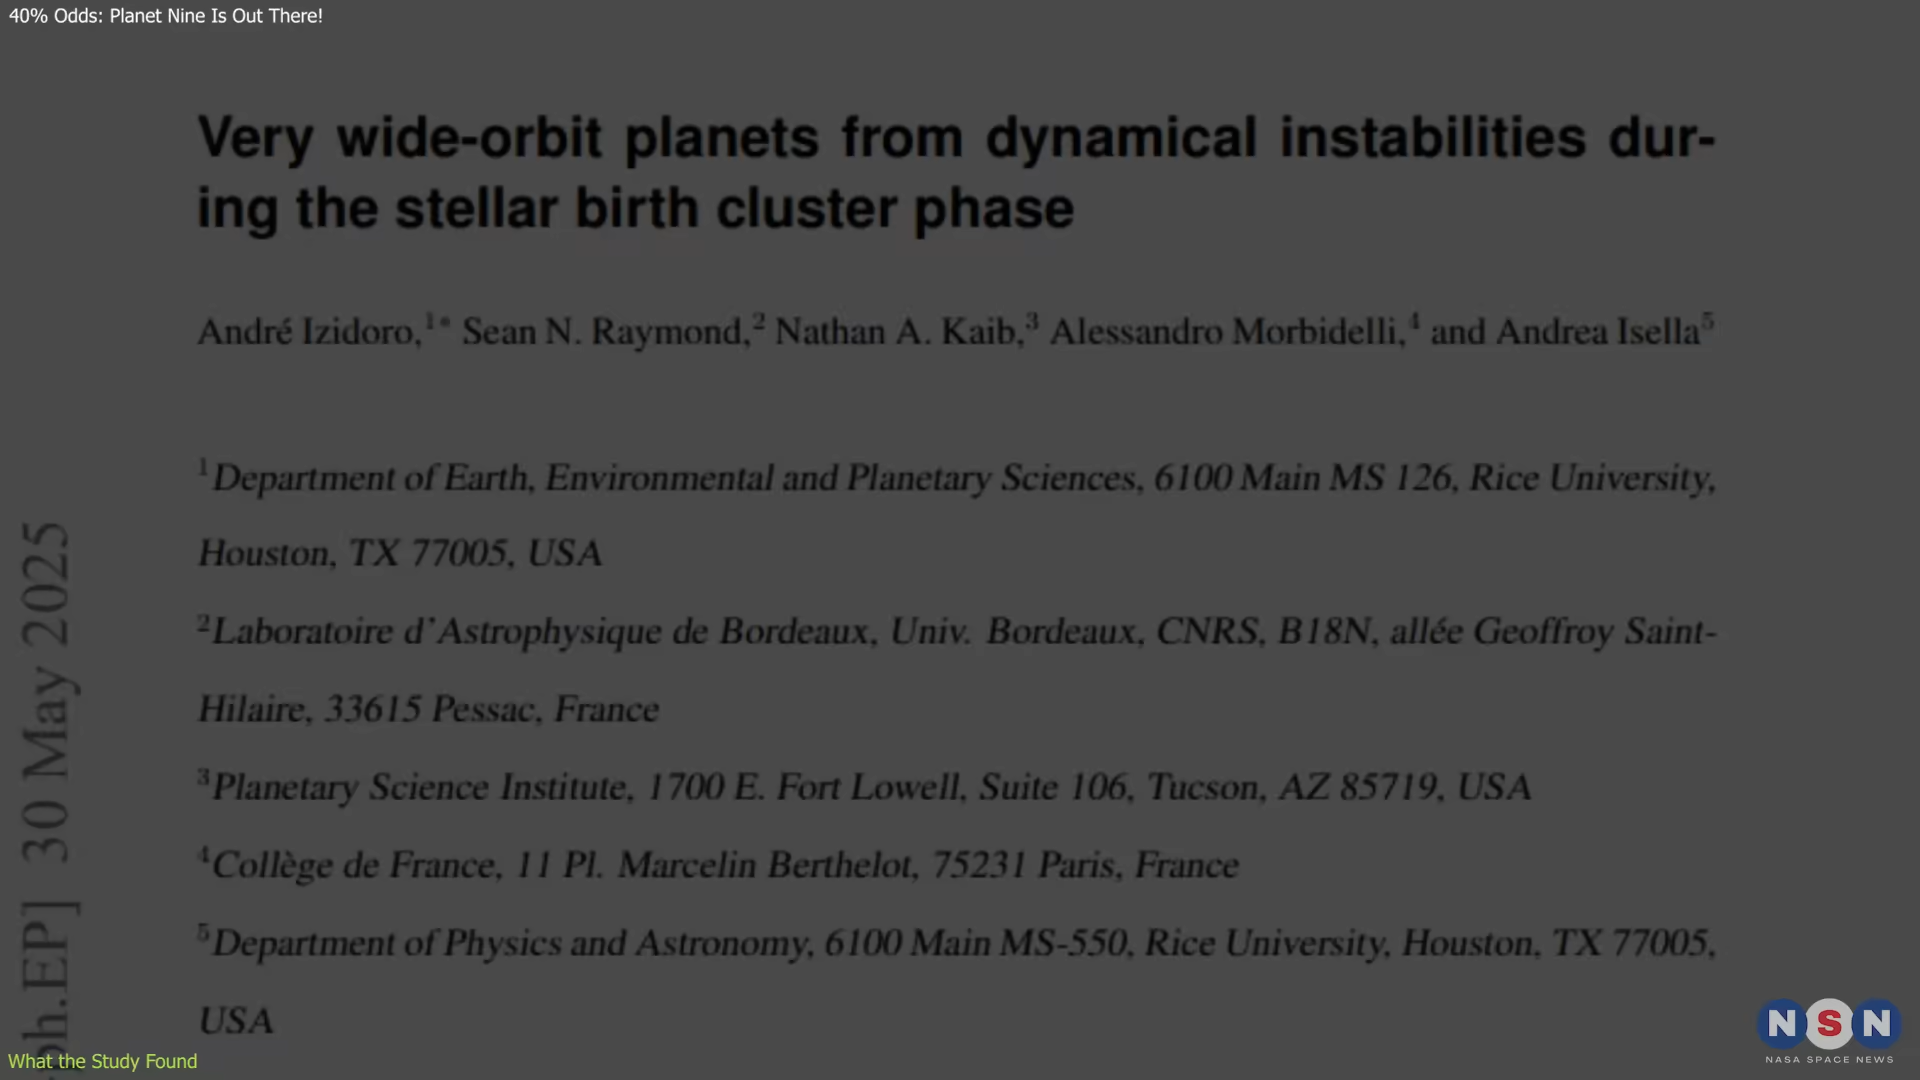 40% Odds: Planet Nine Is Out There!
Very wide-orbit planets from dynamical instabilities dur-
ing the stellar birth cluster phase
André Izidoro,¹* Sean N. Raymond,² Nathan A. Kaib,³ Alessandro Morbidelli,⁴ and Andrea Isella⁵
¹Department of Earth, Environmental and Planetary Sciences, 6100 Main MS 126, Rice University,
Houston, TX 77005, USA
²Laboratoire d'Astrophysique de Bordeaux, Univ. Bordeaux, CNRS, B18N, allée Geoffroy Saint-
Hilaire, 33615 Pessac, France
³Planetary Science Institute, 1700 E. Fort Lowell, Suite 106, Tucson, AZ 85719, USA
⁴Collège de France, 11 Pl. Marcelin Berthelot, 75231 Paris, France
⁵Department of Physics and Astronomy, 6100 Main MS-550, Rice University, Houston, TX 77005,
USA
ph.EP] 30 May 2025
What the Study Found
NSN
NASA SPACE NEWS